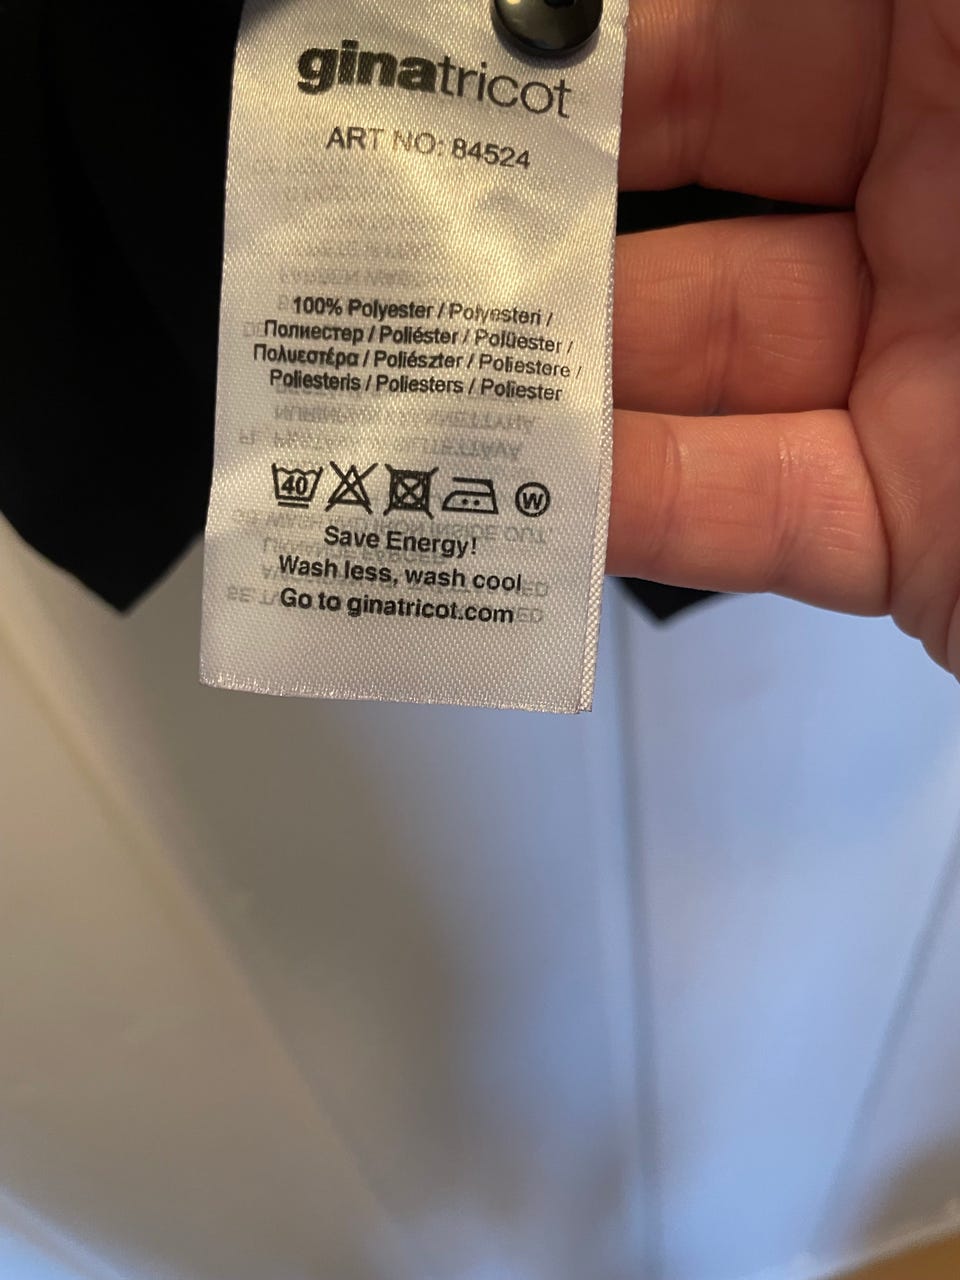 ginatricot
ART NO: 84524
100% Polyester / Polyesteri /
Полиестер / Poliéster / Polüester /
Πολυεστέρα / Poliészter / Poliestere /
Poliesteris / Poliesters / Poliester
40 W
Save Energy!
Wash less, wash cool
Go to ginatricot.com